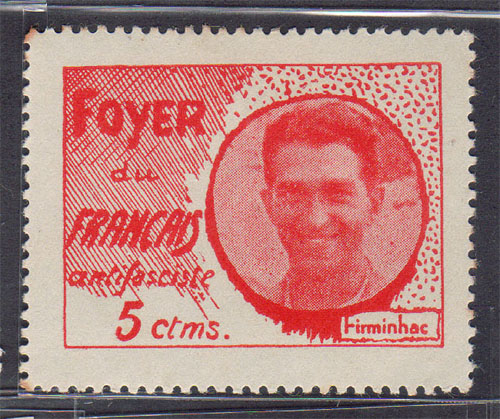 FOYER
du
FRANCAIS
antifasciste
5 ctms.
Firminhac